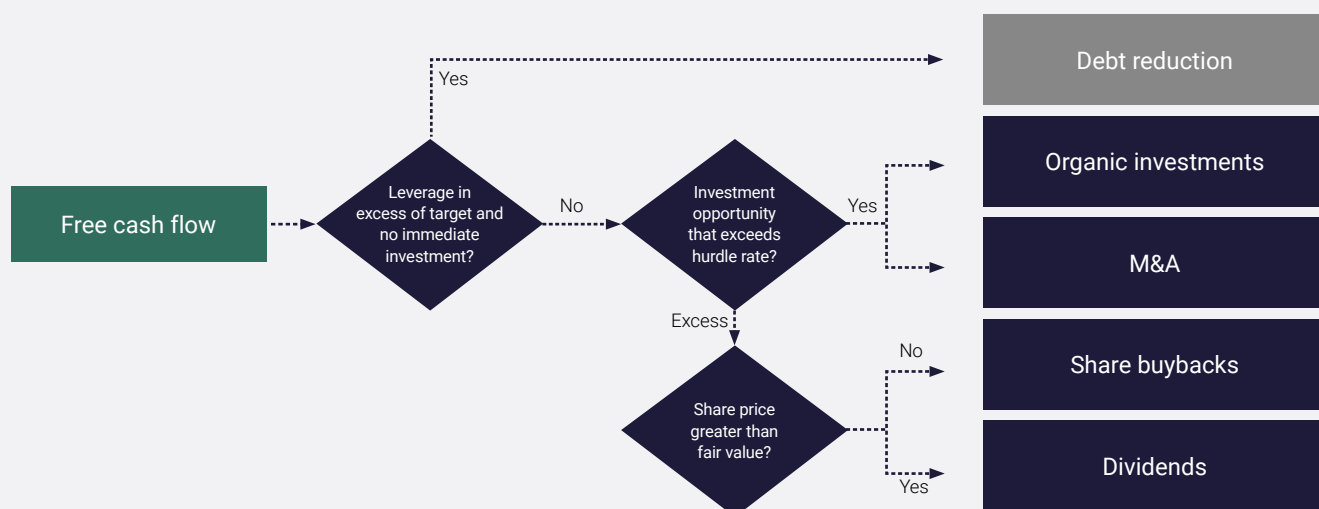 Debt reduction
Yes
Organic investments
Free cash flow
Leverage in
excess of target and
no immediate
investment?
No
Investment
opportunity
that exceeds
hurdle rate?
Yes
M&A
Excess
Share price
greater than
fair value?
No
Share buybacks
Yes
Dividends